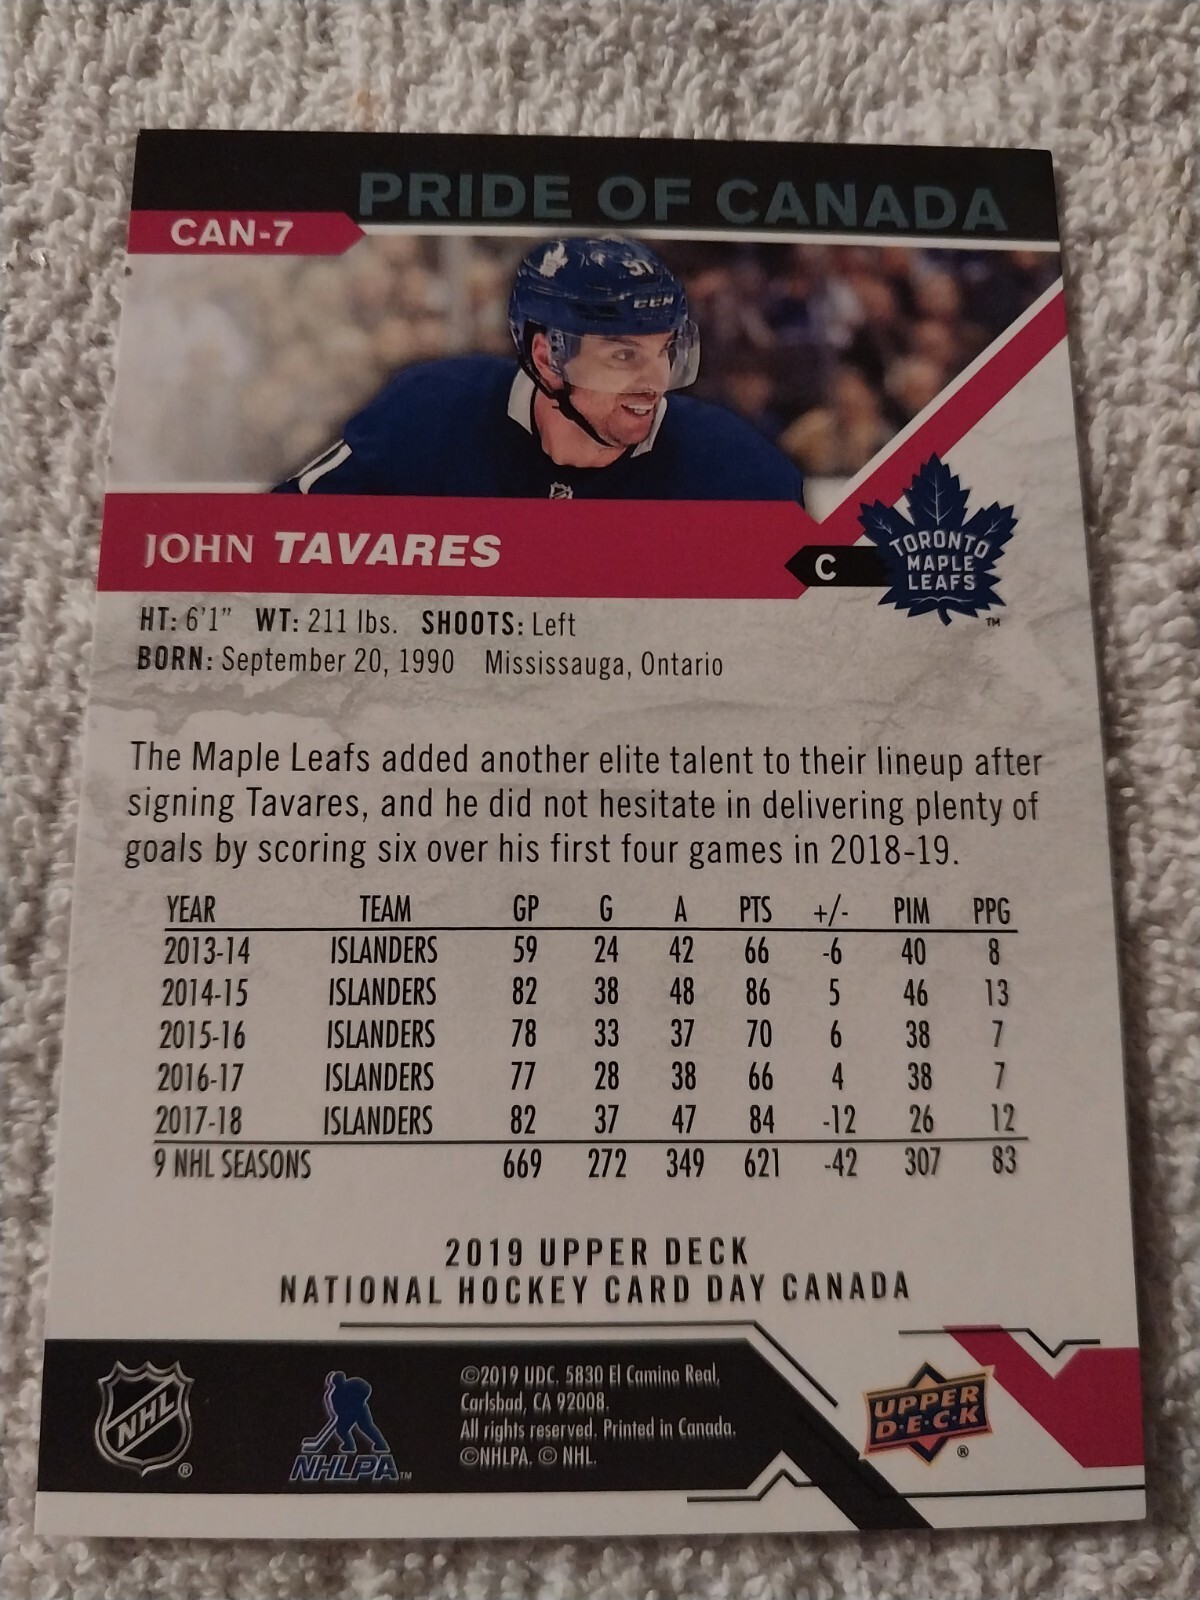 PRIDE OF CANADA
CAN-7
91
CCM
JOHN TAVARES
C
TORONTO
MAPLE
LEAFS
TM
HT: 6'1" WT: 211 lbs. SHOOTS: Left
BORN: September 20, 1990 Mississauga, Ontario
The Maple Leafs added another elite talent to their lineup after
signing Tavares, and he did not hesitate in delivering plenty of
goals by scoring six over his first four games in 2018-19.
YEAR TEAM GP G A PTS +/- PIM PPG
2013-14 ISLANDERS 59 24 42 66 -6 40 8
2014-15 ISLANDERS 82 38 48 86 5 46 13
2015-16 ISLANDERS 78 33 37 70 6 38 7
2016-17 ISLANDERS 77 28 38 66 4 38 7
2017-18 ISLANDERS 82 37 47 84 -12 26 12
9 NHL SEASONS 669 272 349 621 -42 307 83
2019 UPPER DECK
NATIONAL HOCKEY CARD DAY CANADA
NHL ®
NHLPA TM
©2019 UDC. 5830 El Camino Real,
Carlsbad, CA 92008.
All rights reserved. Printed in Canada.
©NHLPA. © NHL.
UPPER
D·E·C·K
®